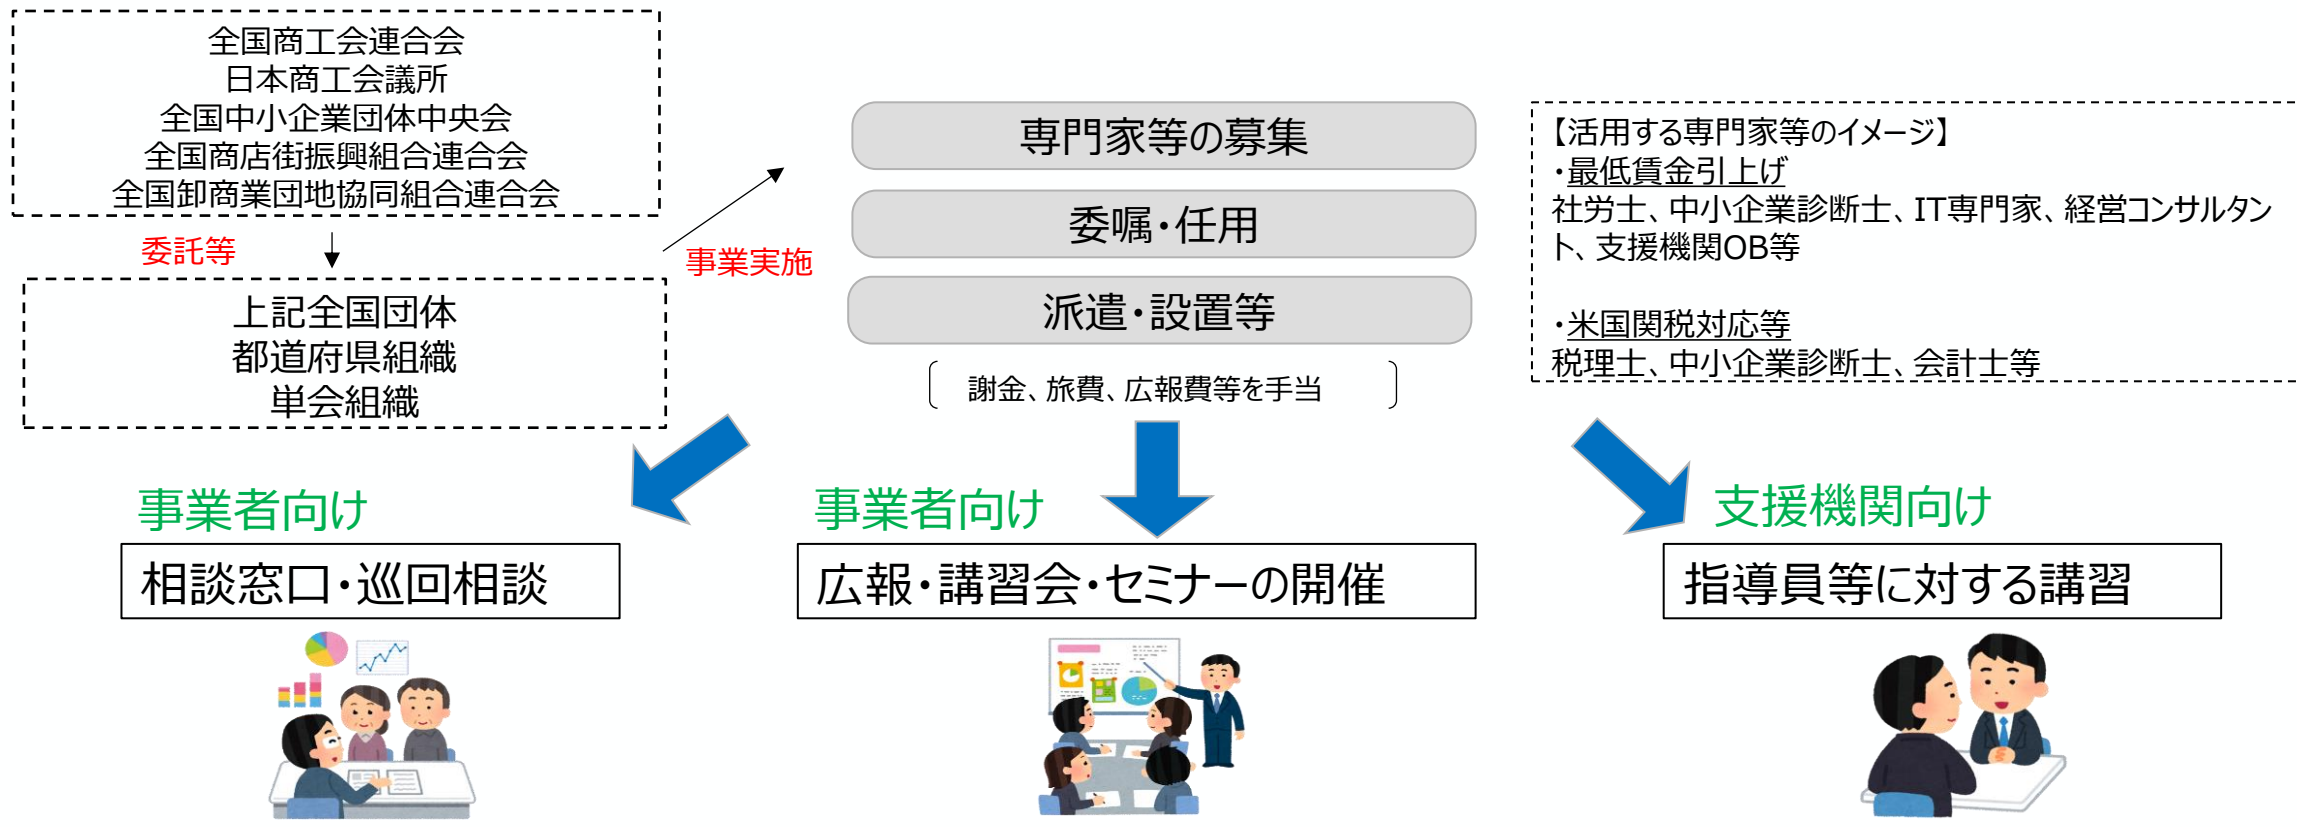 全国商工会連合会
日本商工会議所
全国中小企業団体中央会
全国商店街振興組合連合会
全国卸商業団地協同組合連合会
委託等
上記全国団体
都道府県組織
単会組織
事業実施
専門家等の募集
委嘱・任用
派遣・設置等
謝金、旅費、広報費等を手当
【活用する専門家等のイメージ】
・最低賃金引上げ
社労士、中小企業診断士、IT専門家、経営コンサルタン
ト、支援機関OB等
・米国関税対応等
税理士、中小企業診断士、会計士等
事業者向け
相談窓口・巡回相談
事業者向け
広報・講習会・セミナーの開催
支援機関向け
指導員等に対する講習